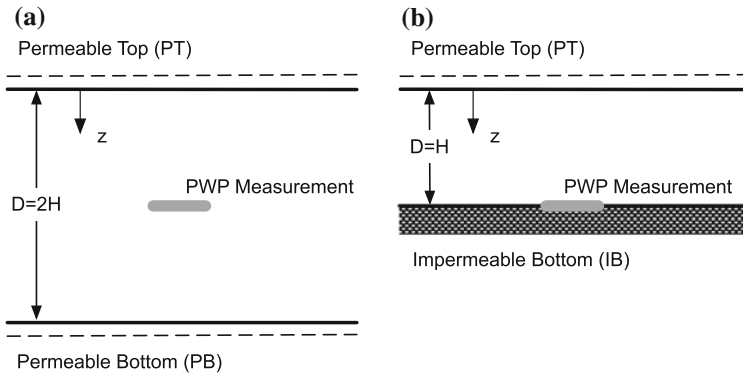 (a)
Permeable Top (PT)
z
PWP Measurement
D=2H
Permeable Bottom (PB)
(b)
Permeable Top (PT)
z
D=H
PWP Measurement
Impermeable Bottom (IB)